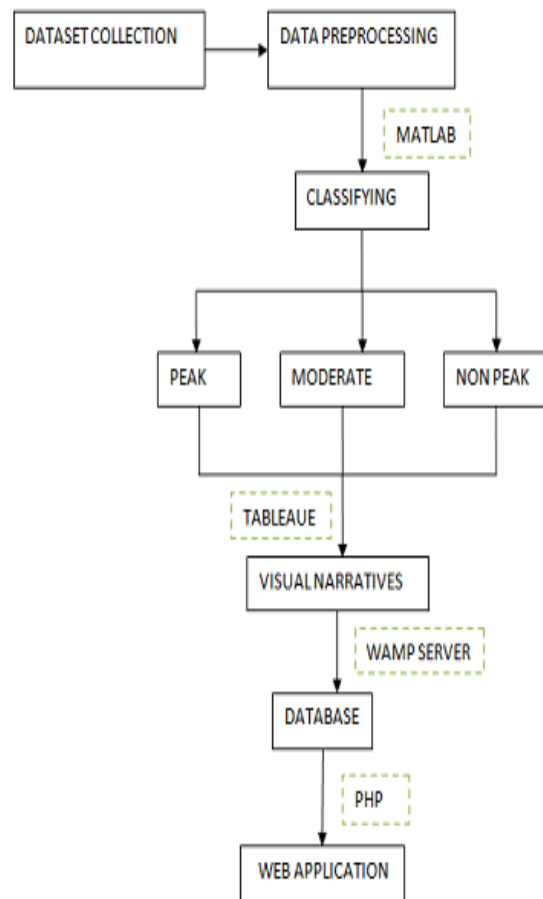 DATASET COLLECTION
DATA PREPROCESSING
MATLAB
CLASSIFYING
PEAK
MODERATE
NON PEAK
TABLEAUE
VISUAL NARRATIVES
WAMP SERVER
DATABASE
PHP
WEB APPLICATION